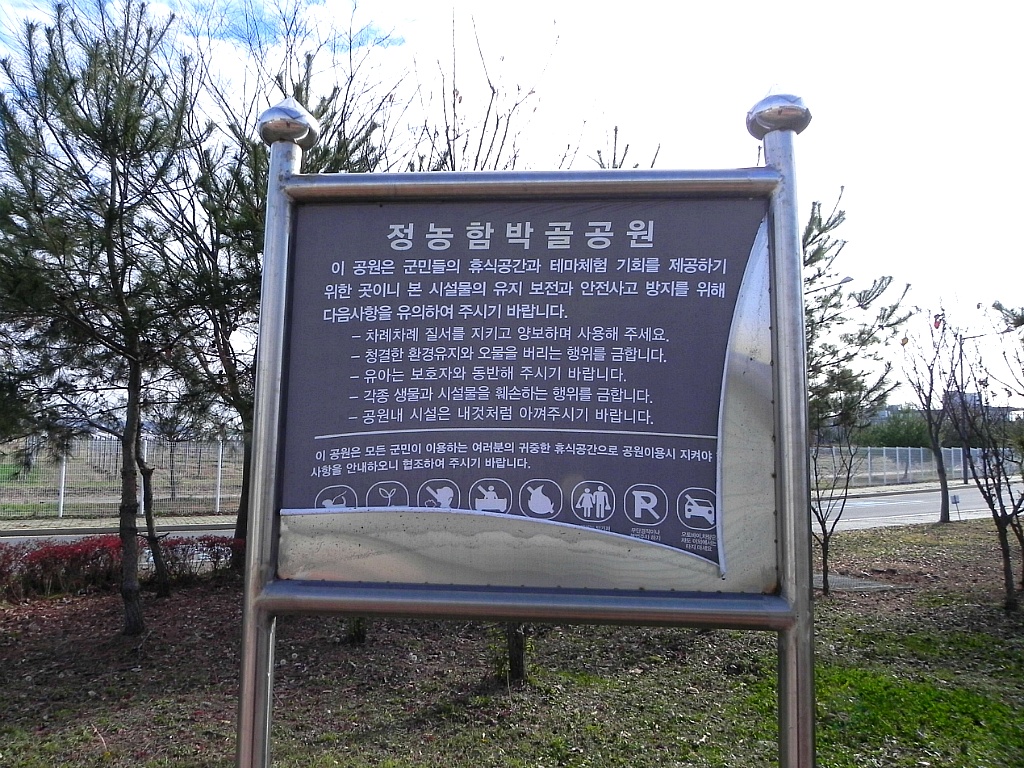 정농함박골공원
이 공원은 군민들의 휴식공간과 테마체험 기회를 제공하기
위한 곳이니 본 시설물의 유지 보전과 안전사고 방지를 위해
다음사항을 유의하여 주시기 바랍니다.
– 차례차례 질서를 지키고 양보하며 사용해 주세요.
– 청결한 환경유지와 오물을 버리는 행위를 금합니다.
– 유아는 보호자와 동반해 주시기 바랍니다.
– 각종 생물과 시설물을 훼손하는 행위를 금합니다.
– 공원내 시설은 내것처럼 아껴주시기 바랍니다.
이 공원은 모든 군민이 이용하는 여러분의 귀중한 휴식공간으로 공원이용시 지켜야
사항을 안내하오니 협조하여 주시기 바랍니다.
R